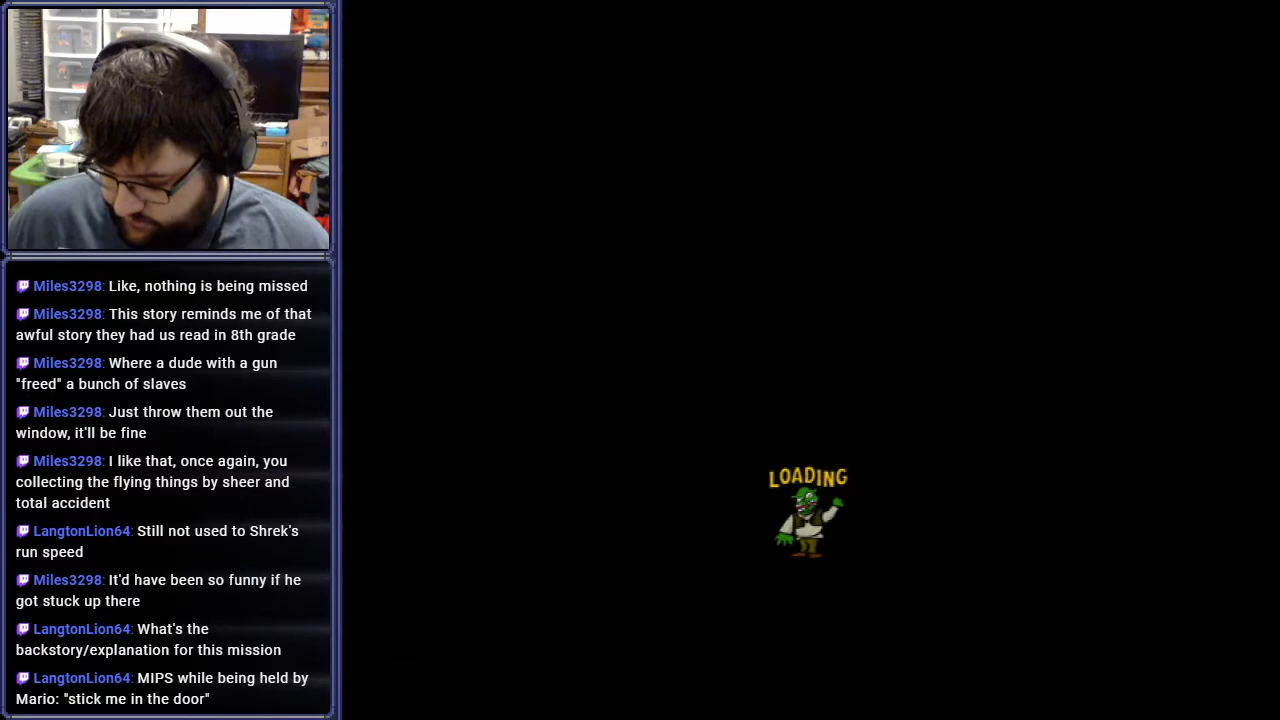 Miles3298: Like, nothing is being missed
Miles3298: This story reminds me of that
awful story they had us read in 8th grade
Miles3298: Where a dude with a gun
"freed" a bunch of slaves
Miles3298: Just throw them out the
window, it'll be fine
Miles3298: I like that, once again, you
collecting the flying things by sheer and
total accident
LangtonLion64: Still not used to Shrek's
run speed
Miles3298: It'd have been so funny if he
got stuck up there
LangtonLion64: What's the
backstory/explanation for this mission
LangtonLion64: MIPS while being held by
Mario: "stick me in the door"
LOADING